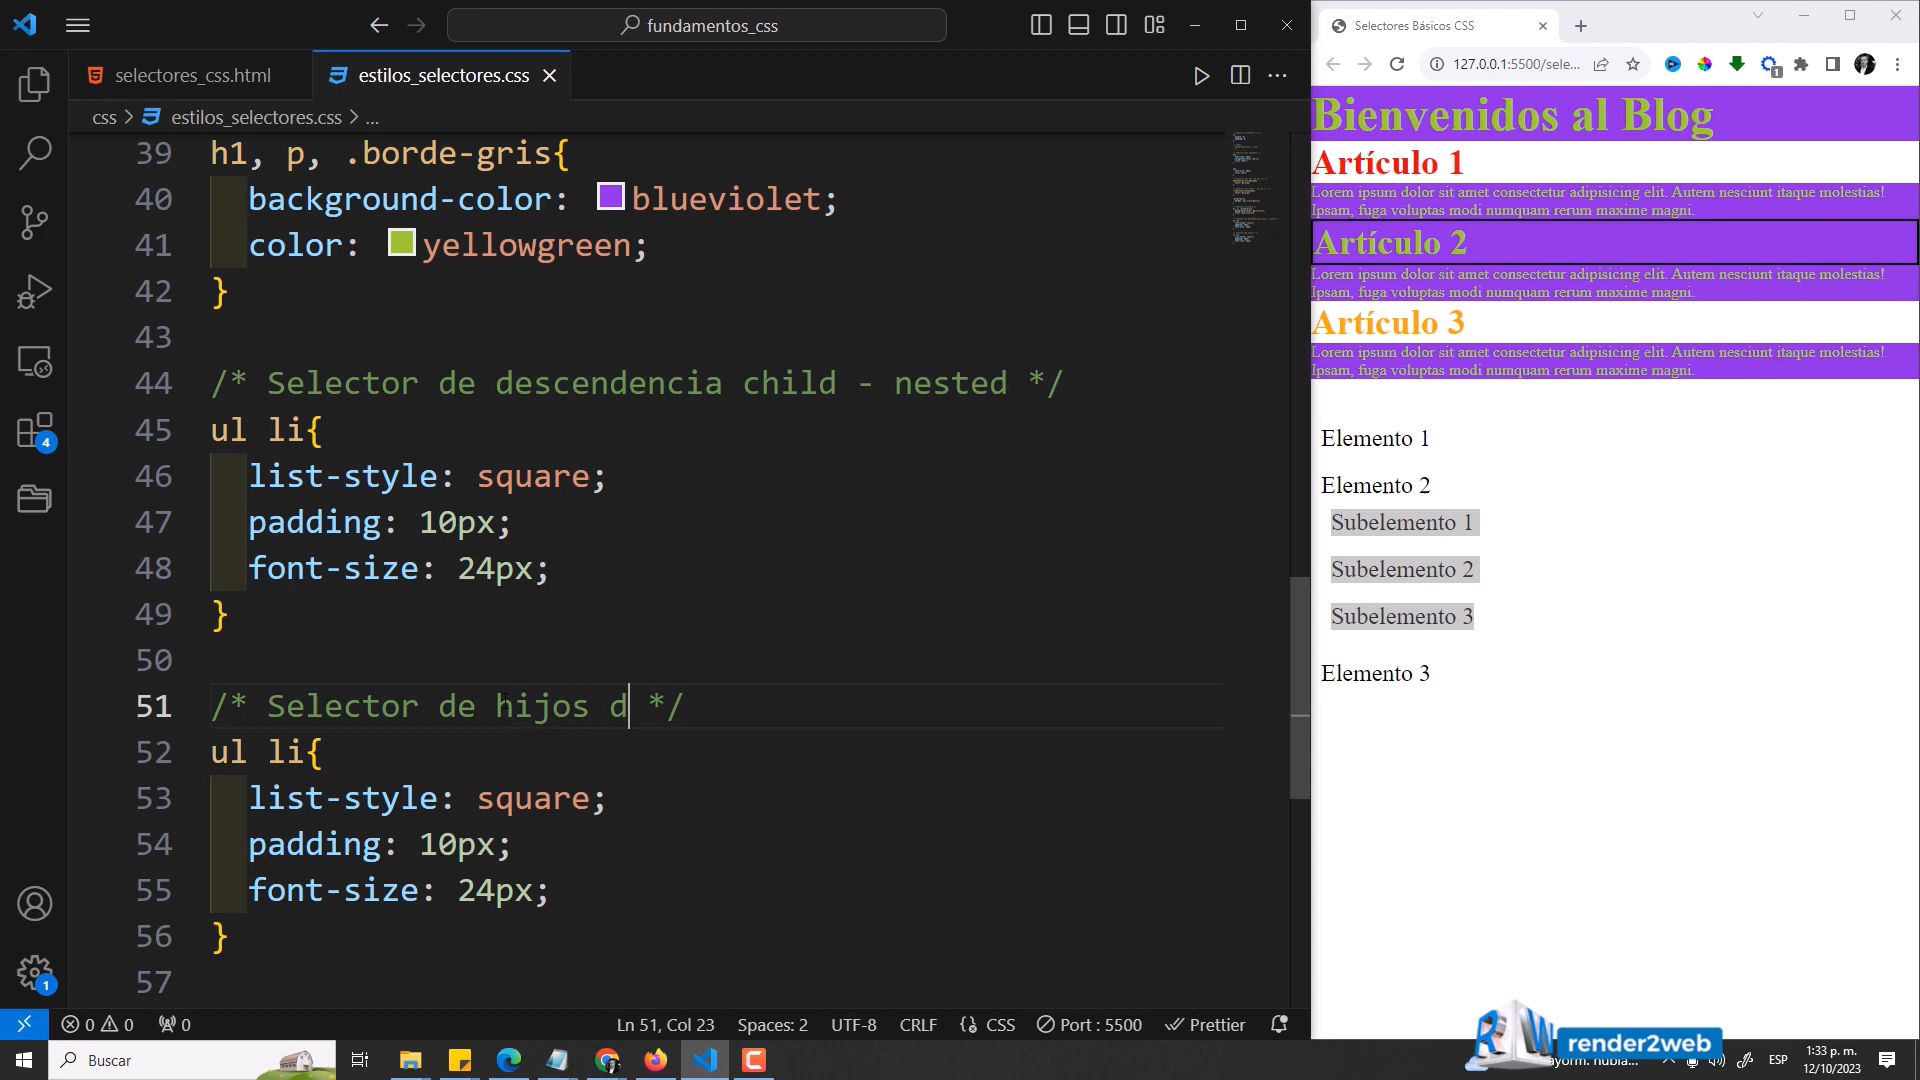 fundamentos_css
selectores_css.html
estilos_selectores.css
css > estilos_selectores.css > ...
39 h1, p, .borde-gris{
40 background-color: blueviolet;
41 color: yellowgreen;
42 }
43
44 /* Selector de descendencia child - nested */
45 ul li{
46 list-style: square;
47 padding: 10px;
48 font-size: 24px;
49 }
50
51 /* Selector de hijos d */
52 ul li{
53 list-style: square;
54 padding: 10px;
55 font-size: 24px;
56 }
57
4
1
0 0 0
Ln 51, Col 23
Spaces: 2
UTF-8
CRLF
CSS
Port : 5500
Prettier
Selectores Básicos CSS
127.0.0.1:5500/sele...
1
Bienvenidos al Blog
Artículo 1
Lorem ipsum dolor sit amet consectetur adipisicing elit. Autem nesciunt itaque molestias!
Ipsam, fuga voluptas modi numquam rerum maxime magni.
Artículo 2
Lorem ipsum dolor sit amet consectetur adipisicing elit. Autem nesciunt itaque molestias!
Ipsam, fuga voluptas modi numquam rerum maxime magni.
Artículo 3
Lorem ipsum dolor sit amet consectetur adipisicing elit. Autem nesciunt itaque molestias!
Ipsam, fuga voluptas modi numquam rerum maxime magni.
Elemento 1
Elemento 2
Subelemento 1
Subelemento 2
Subelemento 3
Elemento 3
RW render2web
Buscar
ESP
1:33 p. m.
12/10/2023